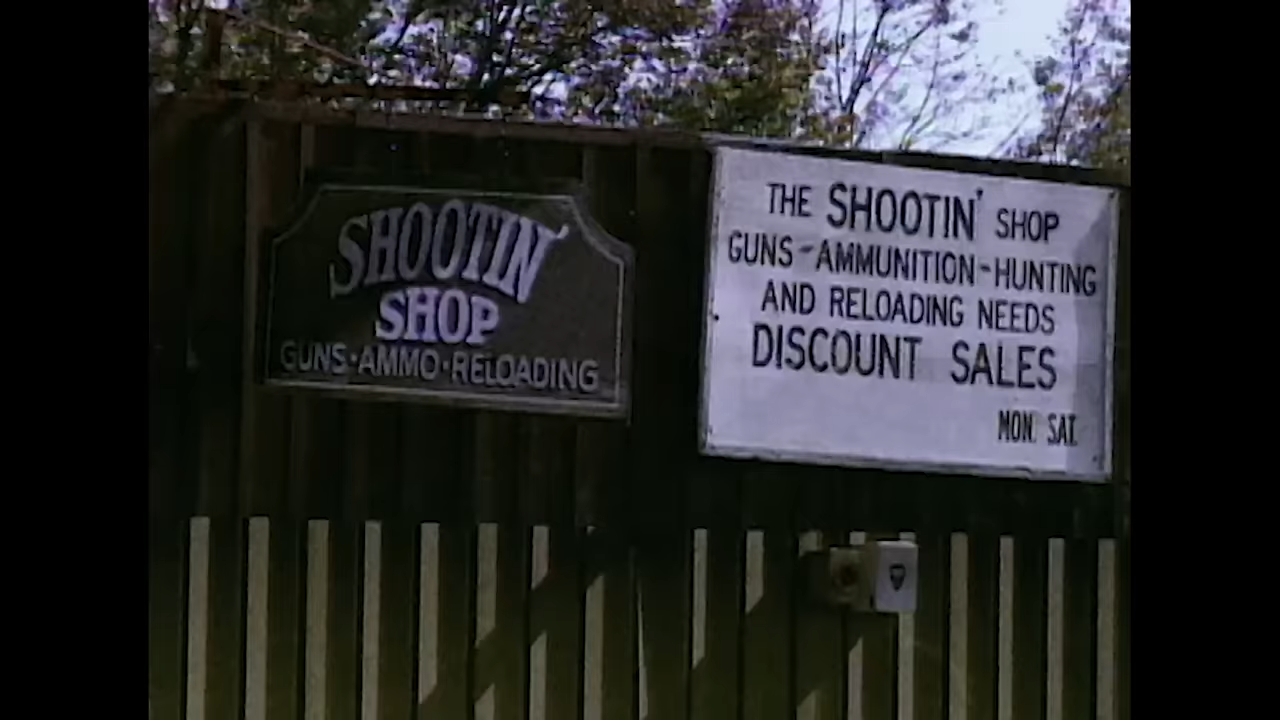 SHOOTIN'
SHOP
GUNS·AMMO·RELOADING
THE SHOOTIN' SHOP
GUNS-AMMUNITION-HUNTING
AND RELOADING NEEDS
DISCOUNT SALES
MON. SAT.